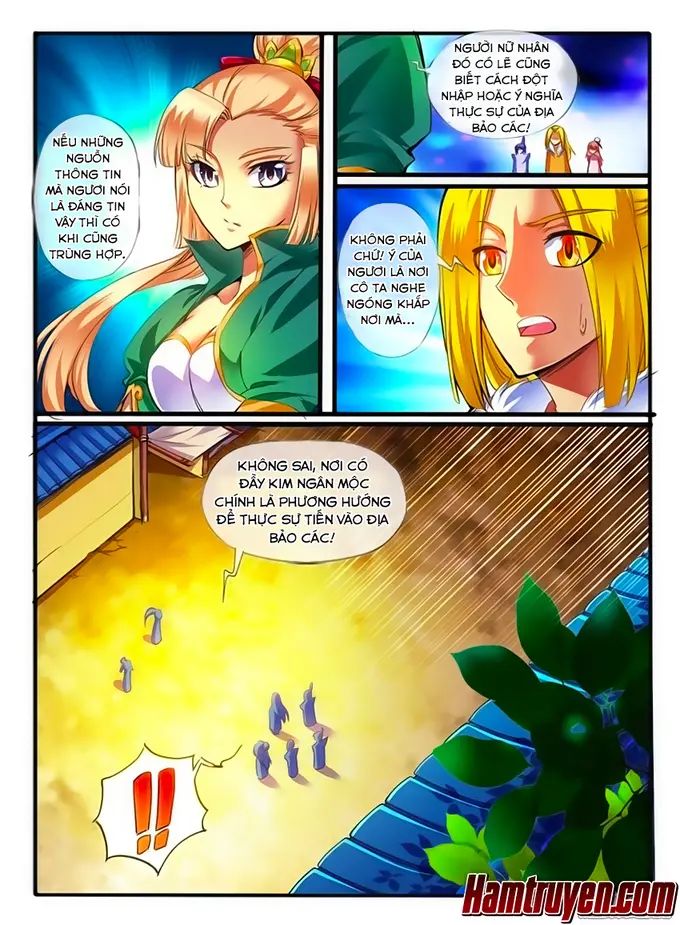 NẾU NHỮNG
NGUỒN
THÔNG TIN
MÀ NGƯƠI NÓI
LÀ ĐÁNG TIN
VẬY THÌ CÓ
KHI CŨNG
TRÙNG HỢP.
NGƯỜI NỮ NHÂN
ĐÓ CÓ LẼ CŨNG
BIẾT CÁCH ĐỘT
NHẬP HOẶC Ý NGHĨA
THỰC SỰ CỦA ĐỊA
BẢO CÁC!
KHÔNG PHẢI
CHỨ! Ý CỦA
NGƯƠI LÀ NƠI
CÔ TA NGHE
NGÓNG KHẮP
NƠI MÀ...
KHÔNG SAI, NƠI CÓ
ĐẦY KIM NGÂN MỘC
CHÍNH LÀ PHƯƠNG HƯỚNG
ĐỂ THỰC SỰ TIẾN VÀO ĐỊA
BẢO CÁC!
!!
Hamtruyen.com